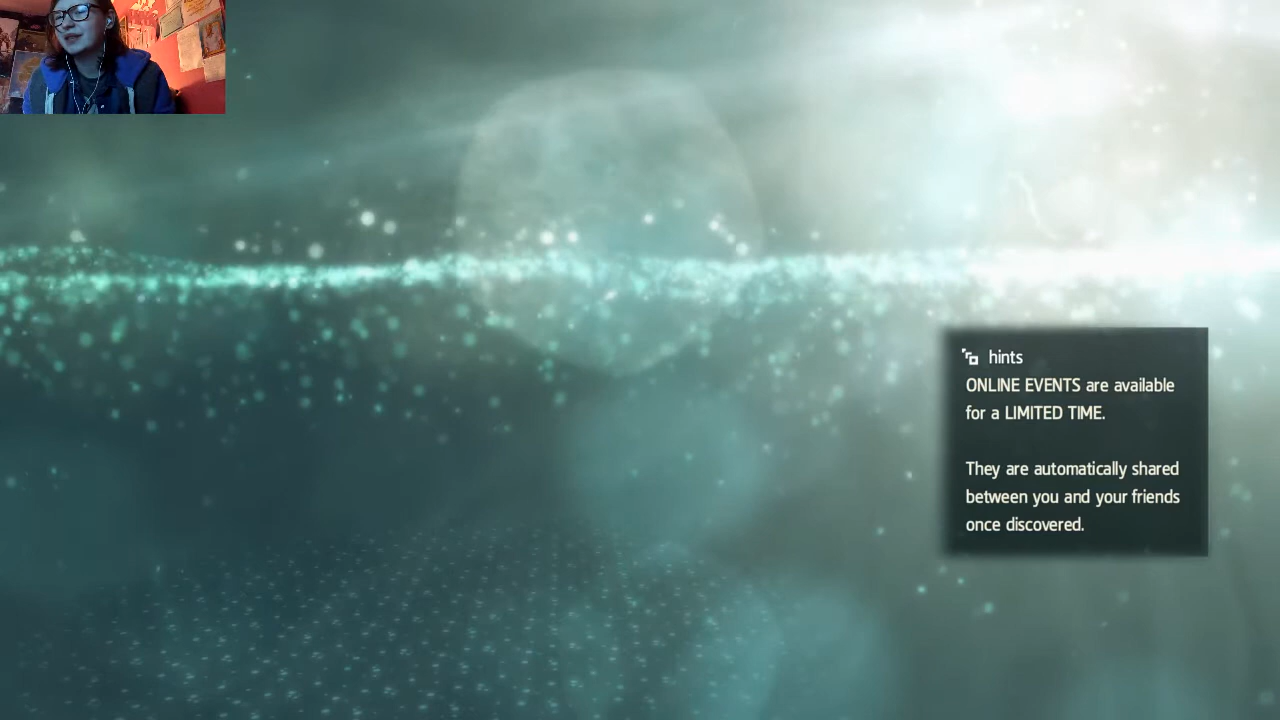 hints
ONLINE EVENTS are available
for a LIMITED TIME.
They are automatically shared
between you and your friends
once discovered.